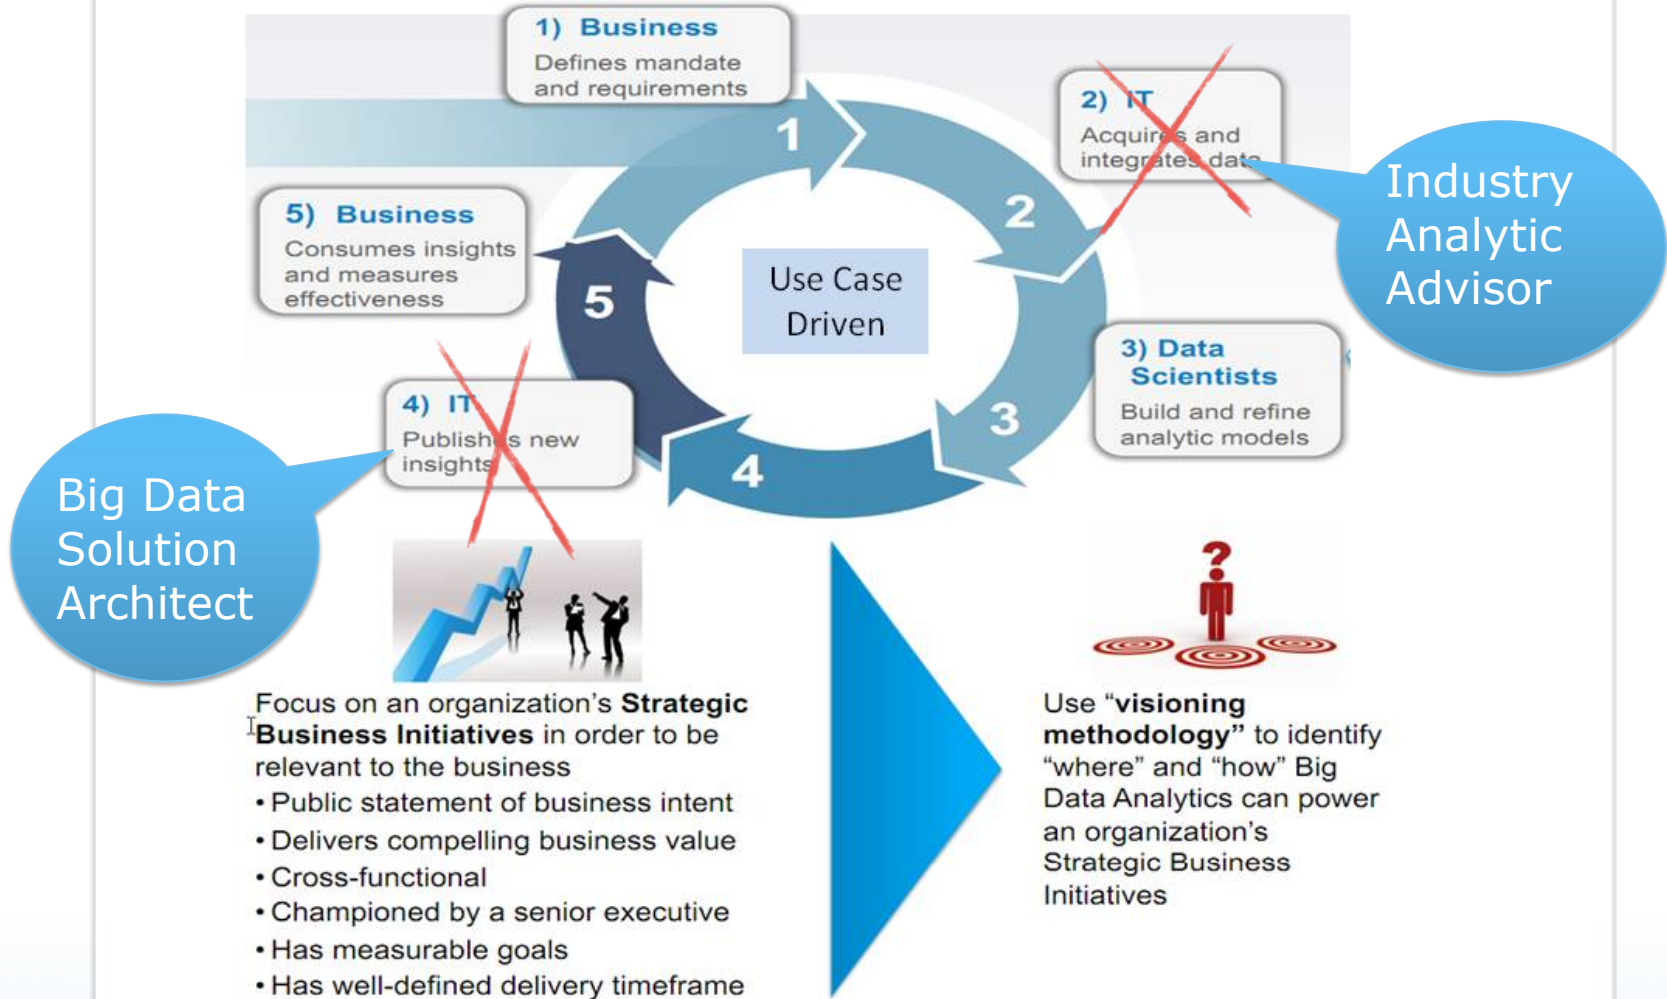 1) Business
Defines mandate
and requirements
2) IT
Acquires and
integrates data
Industry
Analytic
Advisor
1
2
5) Business
Consumes insights
and measures
effectiveness
Use Case
Driven
5
3) Data
Scientists
Build and refine
analytic models
3
4) IT
Publishes new
insights
4
Big Data
Solution
Architect
?
Focus on an organization’s Strategic
Business Initiatives in order to be
relevant to the business
• Public statement of business intent
• Delivers compelling business value
• Cross-functional
• Championed by a senior executive
• Has measurable goals
• Has well-defined delivery timeframe
Use “visioning
methodology” to identify
“where” and “how” Big
Data Analytics can power
an organization’s
Strategic Business
Initiatives